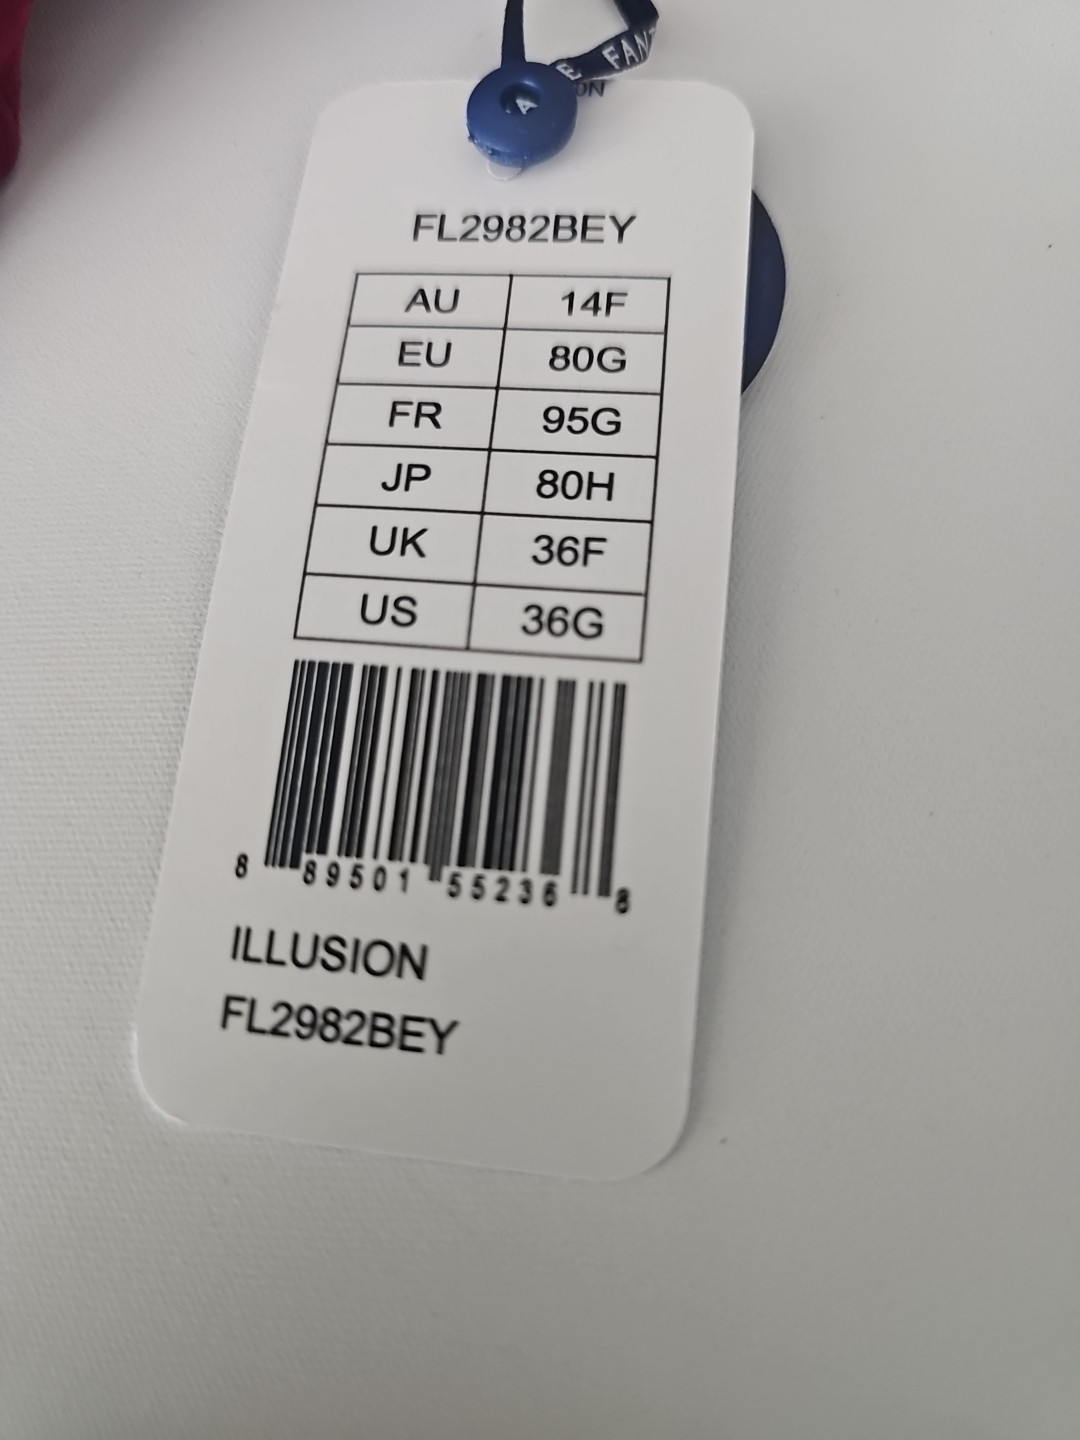 FL2982BEY
AU 14F
EU 80G
FR 95G
JP 80H
UK 36F
US 36G
8 89501 55236 8
ILLUSION
FL2982BEY